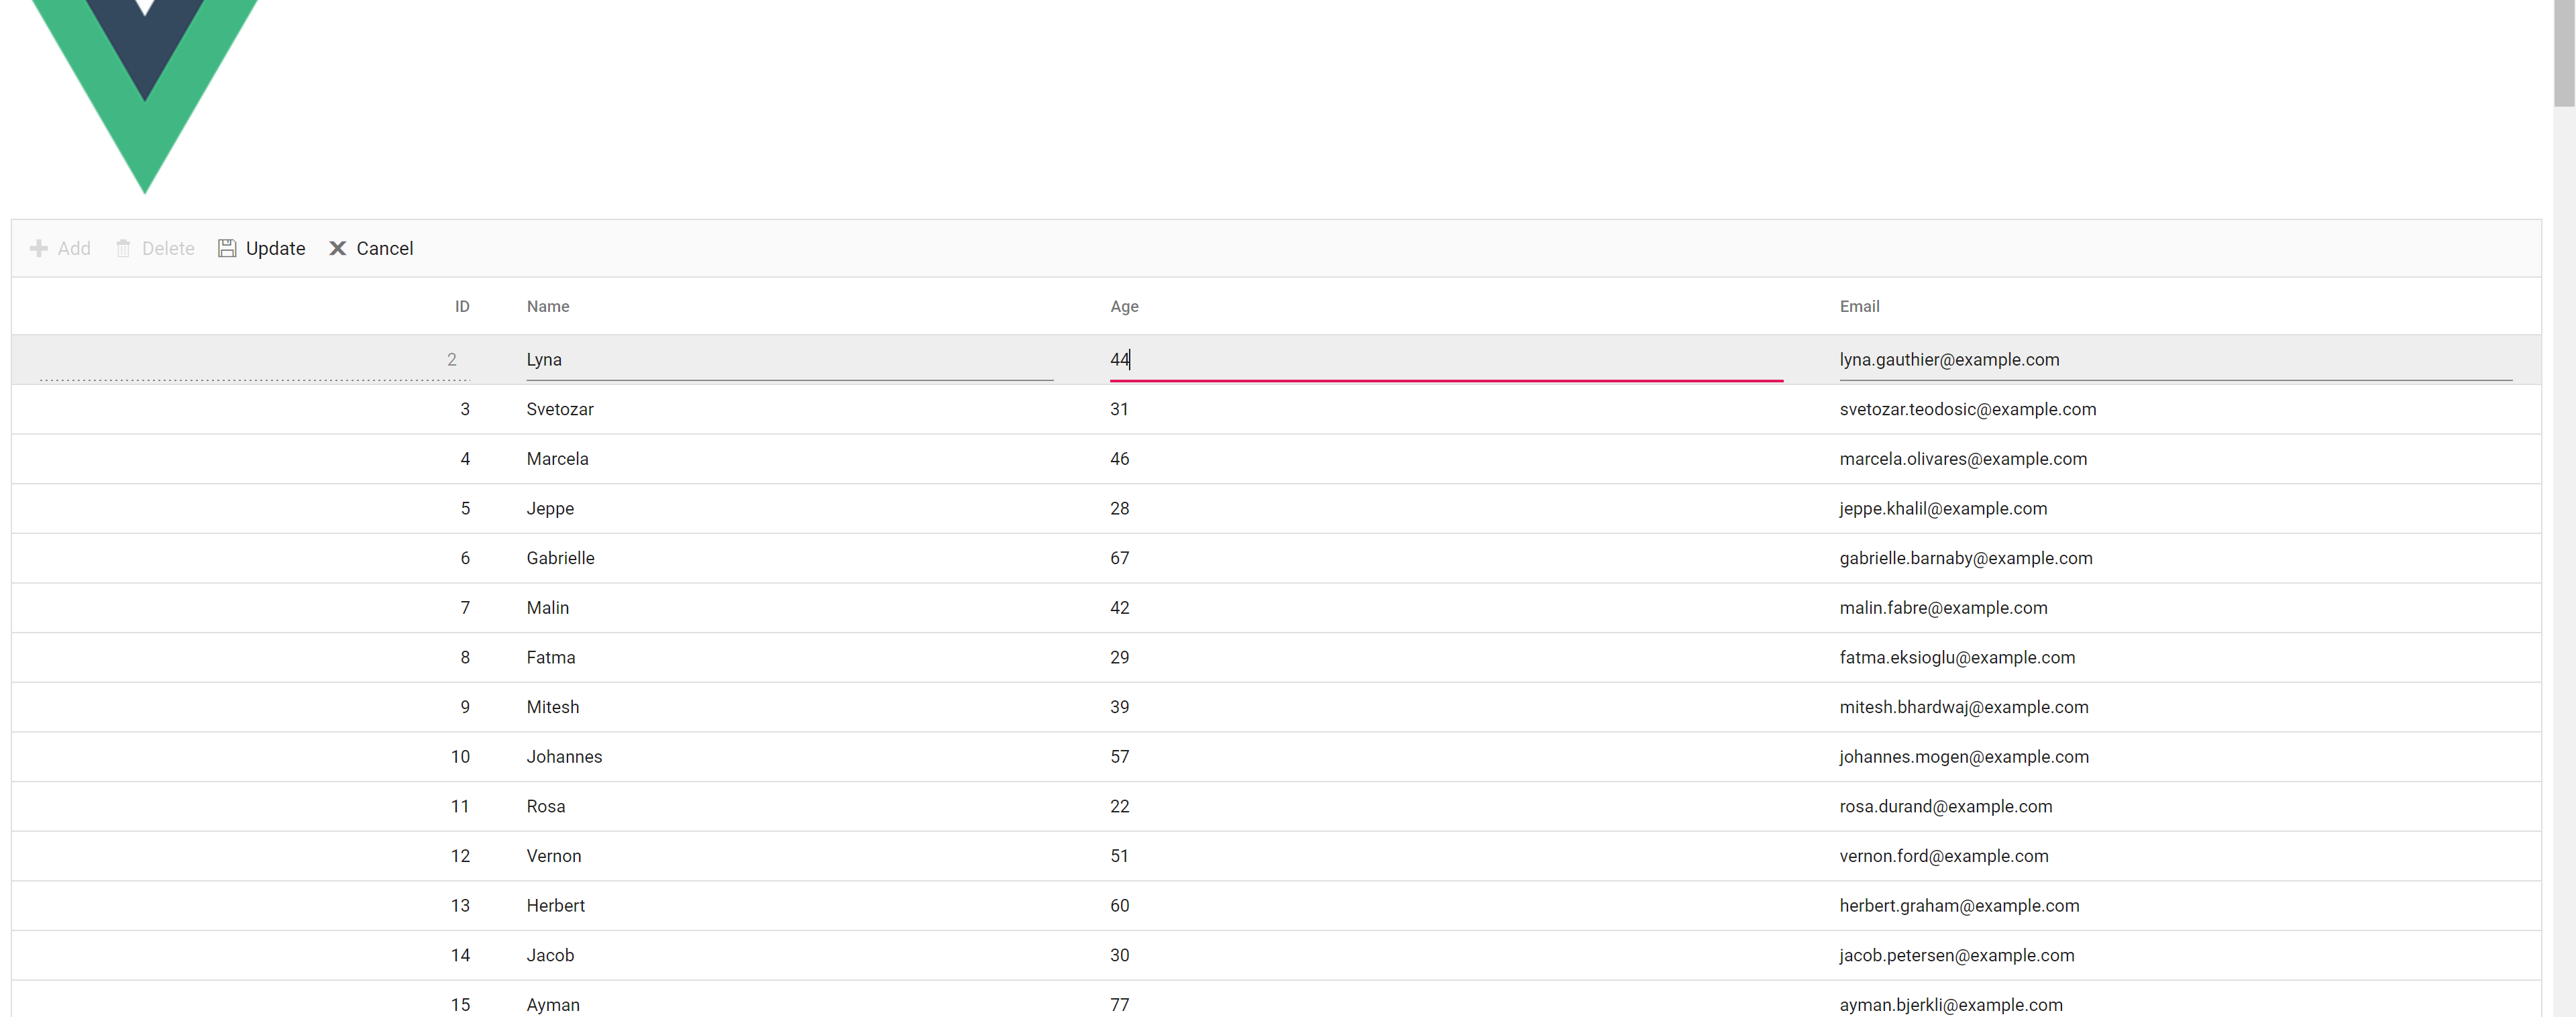 Add Delete Update Cancel
ID Name Age Email
2 Lyna 44 lyna.gauthier@example.com
3 Svetozar 31 svetozar.teodosic@example.com
4 Marcela 46 marcela.olivares@example.com
5 Jeppe 28 jeppe.khalil@example.com
6 Gabrielle 67 gabrielle.barnaby@example.com
7 Malin 42 malin.fabre@example.com
8 Fatma 29 fatma.eksioglu@example.com
9 Mitesh 39 mitesh.bhardwaj@example.com
10 Johannes 57 johannes.mogen@example.com
11 Rosa 22 rosa.durand@example.com
12 Vernon 51 vernon.ford@example.com
13 Herbert 60 herbert.graham@example.com
14 Jacob 30 jacob.petersen@example.com
15 Ayman 77 ayman.bjerkli@example.com